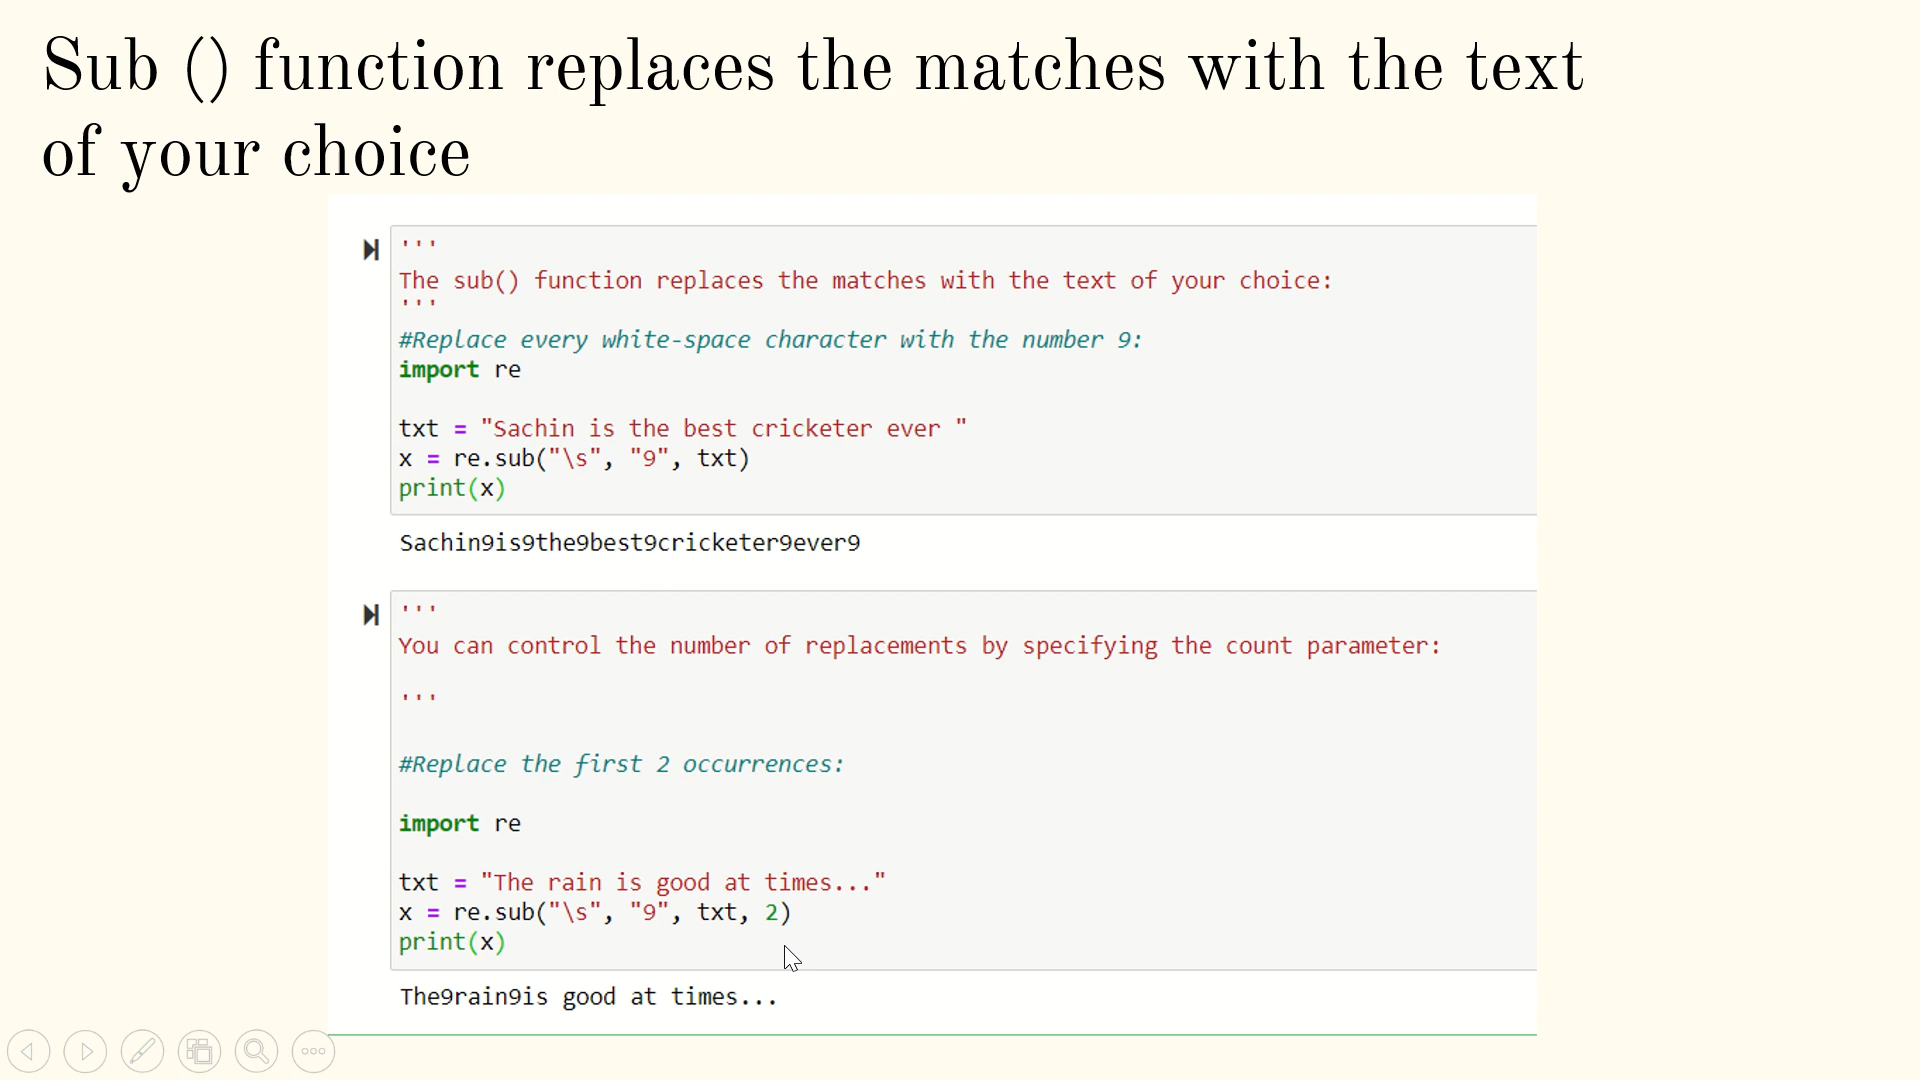 Sub () function replaces the matches with the text
of your choice
'''
The sub() function replaces the matches with the text of your choice:
'''
#Replace every white-space character with the number 9:
import re
txt = "Sachin is the best cricketer ever "
x = re.sub("\s", "9", txt)
print(x)
Sachin9is9the9best9cricketer9ever9
'''
You can control the number of replacements by specifying the count parameter:
'''
#Replace the first 2 occurrences:
import re
txt = "The rain is good at times..."
x = re.sub("\s", "9", txt, 2)
print(x)
The9rain9is good at times...